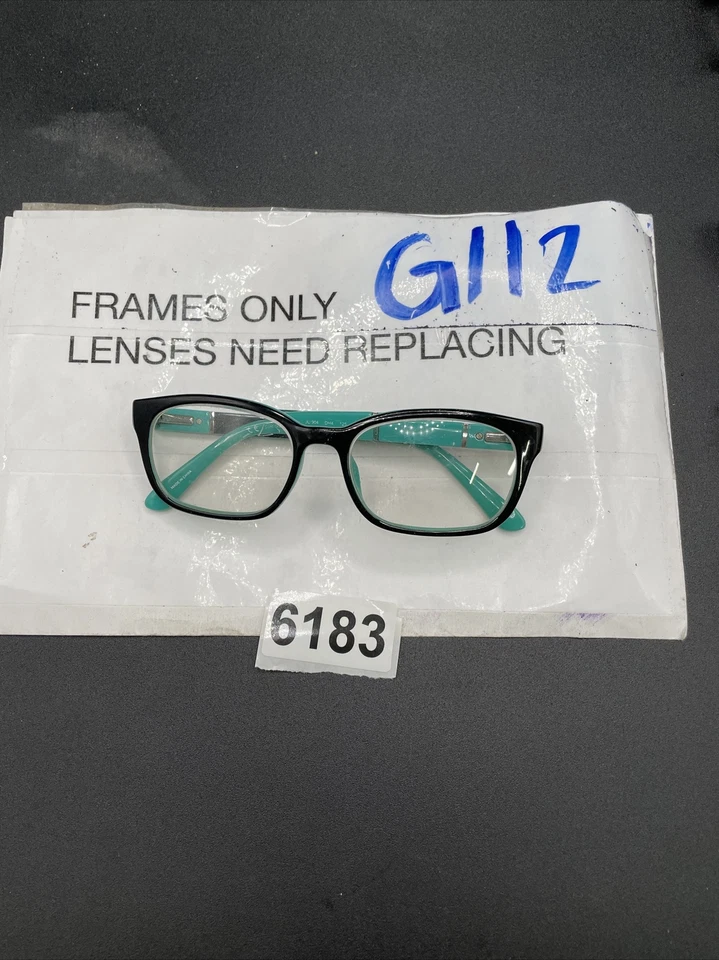 G112
FRAMES ONLY
LENSES NEED REPLACING
6183